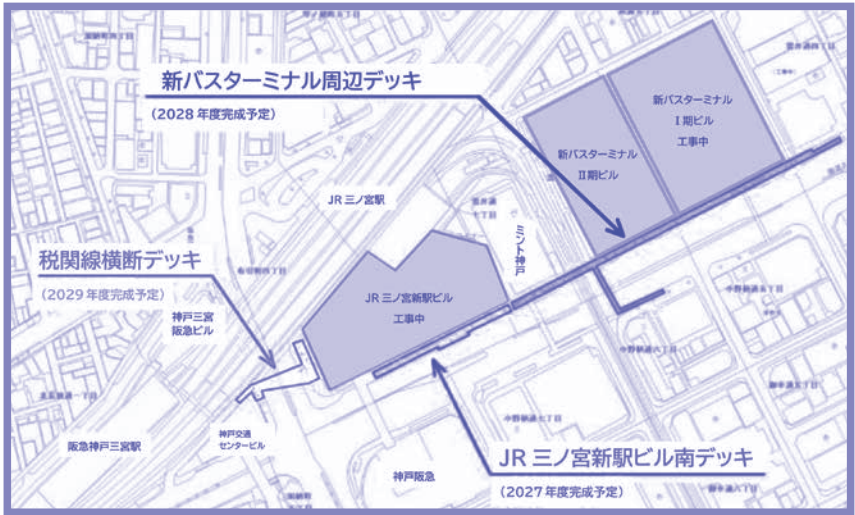 新バスターミナル周辺デッキ
(2028年度完成予定)
新バスターミナル
Ⅰ期ビル
工事中
新バスターミナル
Ⅱ期ビル
JR三ノ宮駅
ミント神戸
税関線横断デッキ
(2029年度完成予定)
神戸三宮
阪急ビル
JR三ノ宮新駅ビル
工事中
神戸交通
センタービル
阪急神戸三宮駅
神戸阪急
JR三ノ宮新駅ビル南デッキ
(2027年度完成予定)
中野新道六丁目